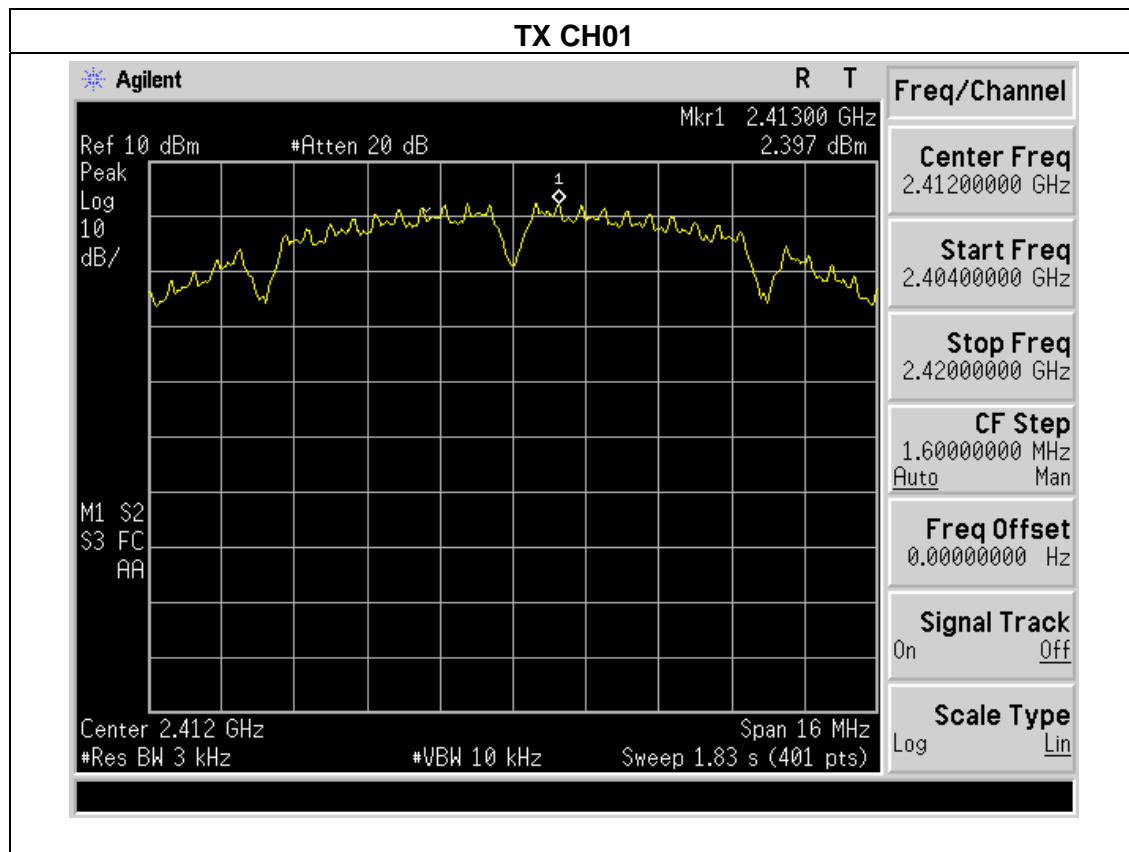 TX CH01
Agilent
R T
Mkr1 2.41300 GHz
Ref 10 dBm #Atten 20 dB 2.397 dBm
Peak
Log
10
dB/
1
M1 S2
S3 FC
AA
Center 2.412 GHz Span 16 MHz
#Res BW 3 kHz #VBW 10 kHz Sweep 1.83 s (401 pts)
Freq/Channel
Center Freq
2.41200000 GHz
Start Freq
2.40400000 GHz
Stop Freq
2.42000000 GHz
CF Step
1.60000000 MHz
Auto Man
Freq Offset
0.00000000 Hz
Signal Track
On Off
Scale Type
Log Lin